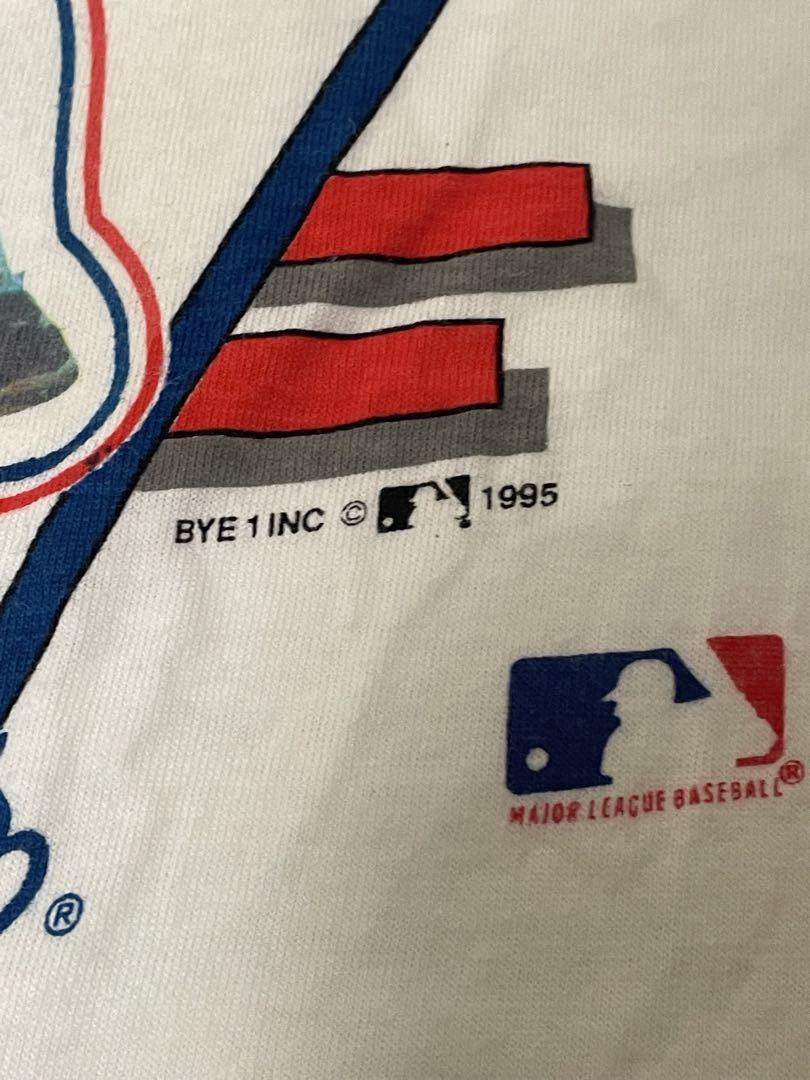 BYE 1 INC © 1995
MAJOR LEAGUE BASEBALL®
®